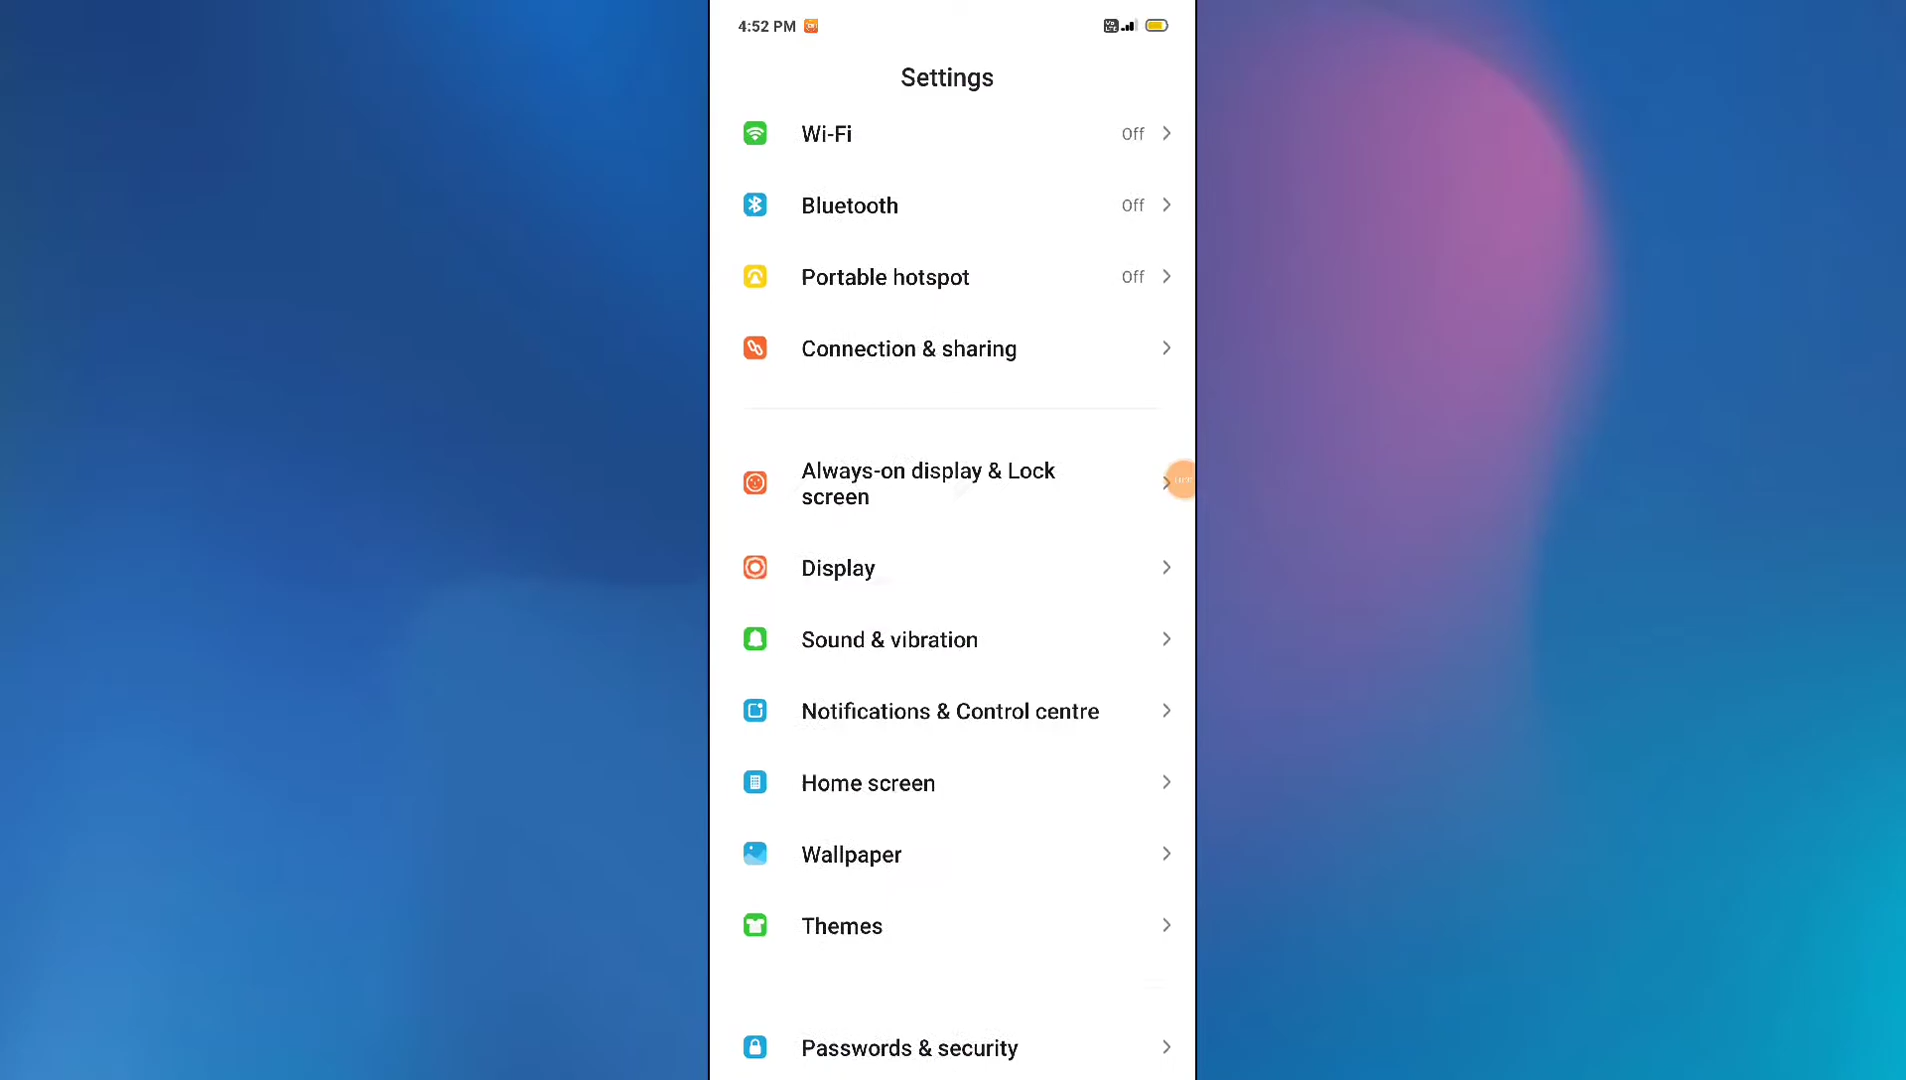 4:52 PM
Settings
Wi-Fi Off
Bluetooth Off
Portable hotspot Off
Connection & sharing
Always-on display & Lock
screen
Display
Sound & vibration
Notifications & Control centre
Home screen
Wallpaper
Themes
Passwords & security